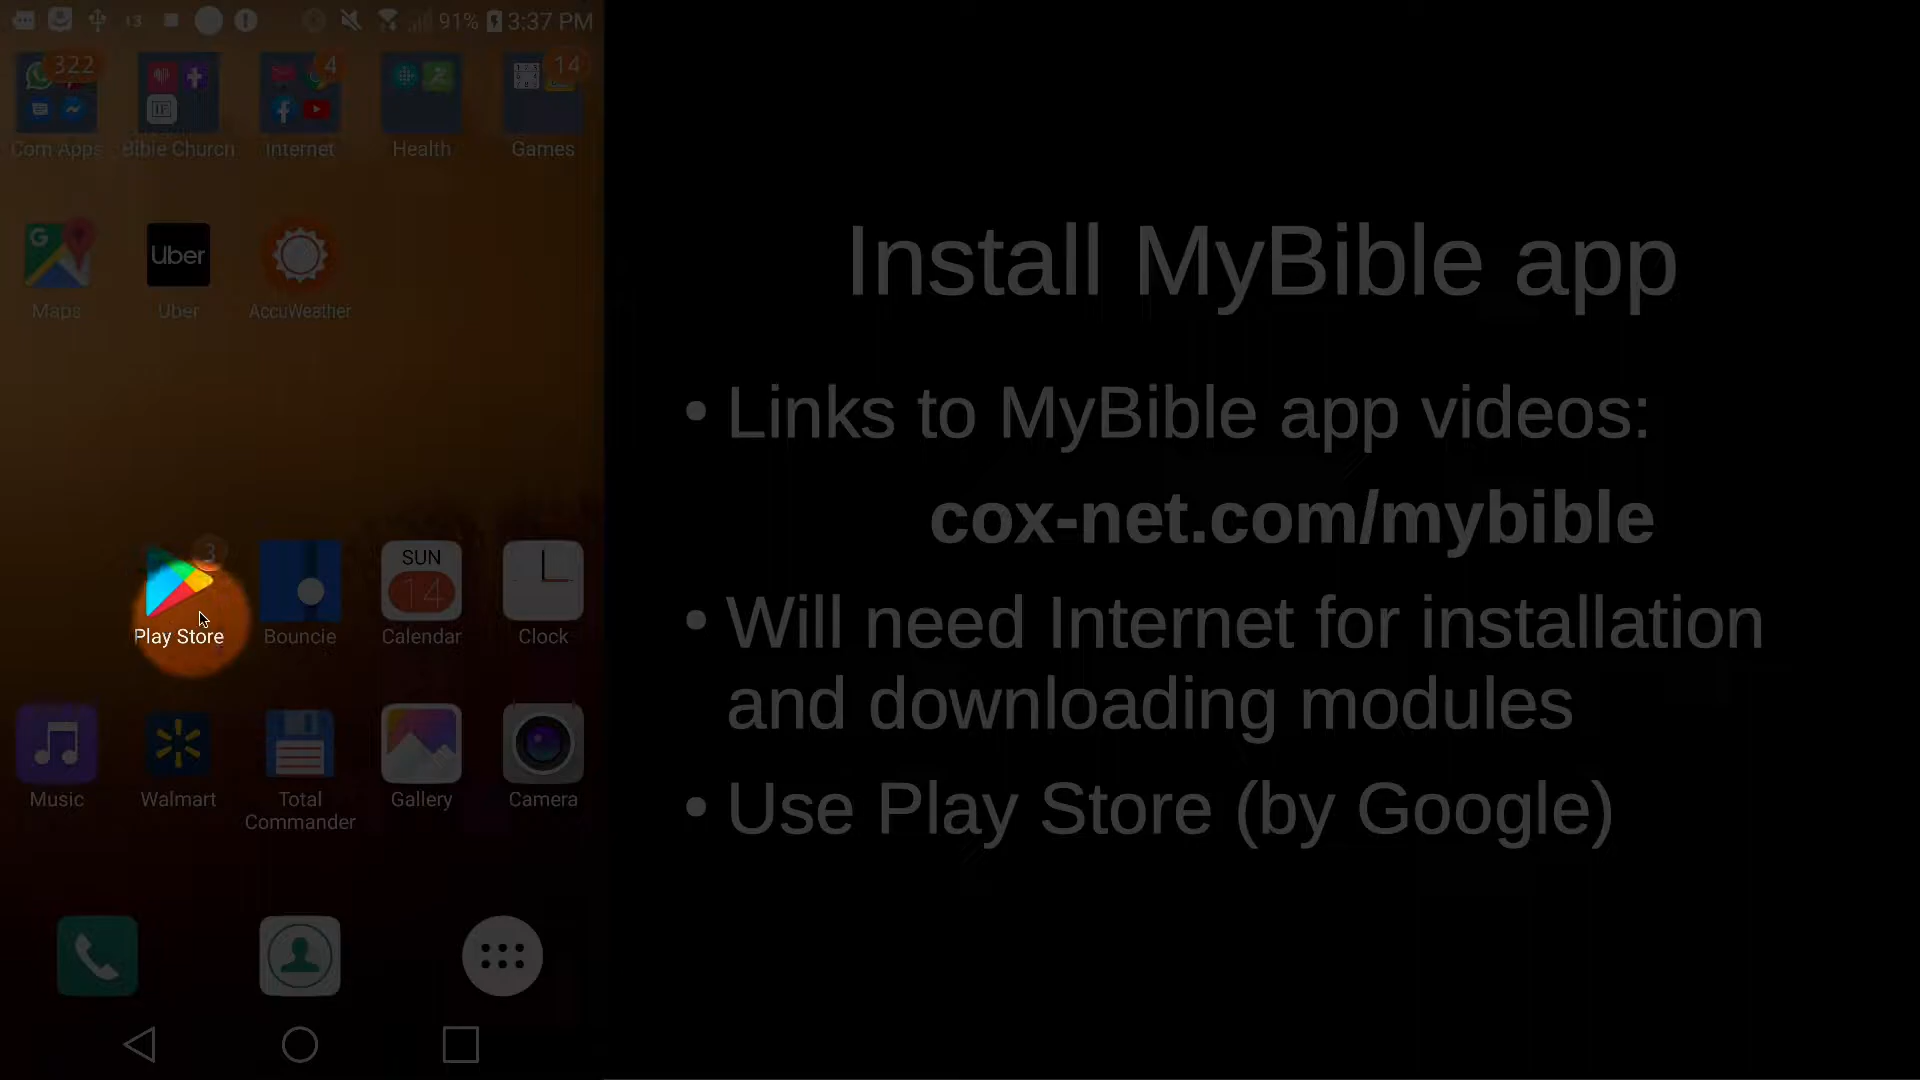 13 91% 3:37 PM
322 4 14
Com Apps Bible Church Internet Health Games
Uber
Maps Uber AccuWeather
3 SUN
14
Play Store Bouncie Calendar Clock
Music Walmart Total Commander Gallery Camera
Install MyBible app
• Links to MyBible app videos:
cox-net.com/mybible
• Will need Internet for installation
and downloading modules
• Use Play Store (by Google)